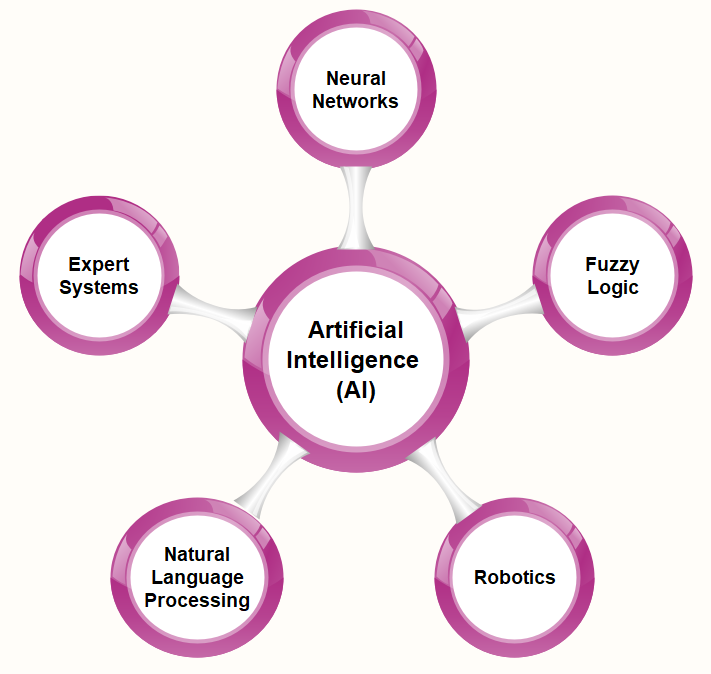 Neural
Networks
Expert
Systems
Fuzzy
Logic
Artificial
Intelligence
(AI)
Natural
Language
Processing
Robotics